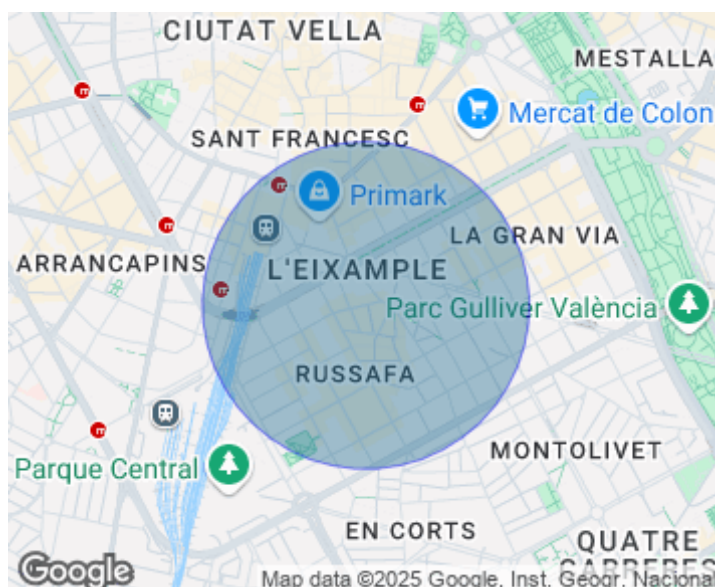 CIUTAT VELLA
MESTALLA
Mercat de Colon
SANT FRANCESC
Primark
LA GRAN VIA
ARRANCAPINS
L'EIXAMPLE
Parc Gulliver València
RUSSAFA
MONTOLIVET
Parque Central
EN CORTS
QUATRE
CARRERES
Google
Map data ©2025 Google, Inst. Geogr. Nacional